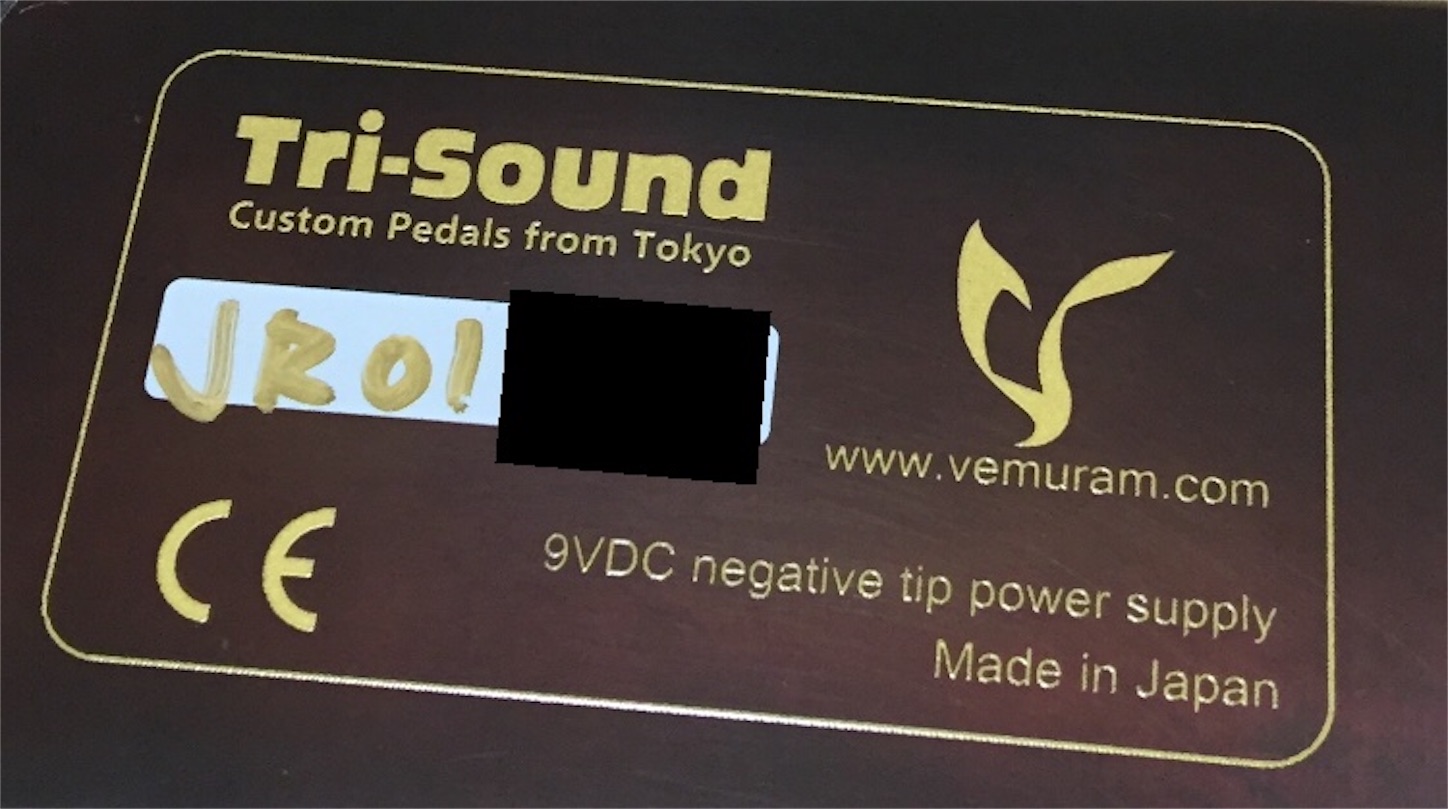 Tri-Sound
Custom Pedals from Tokyo
JR01
www.vemuram.com
CE
9VDC negative tip power supply
Made in Japan